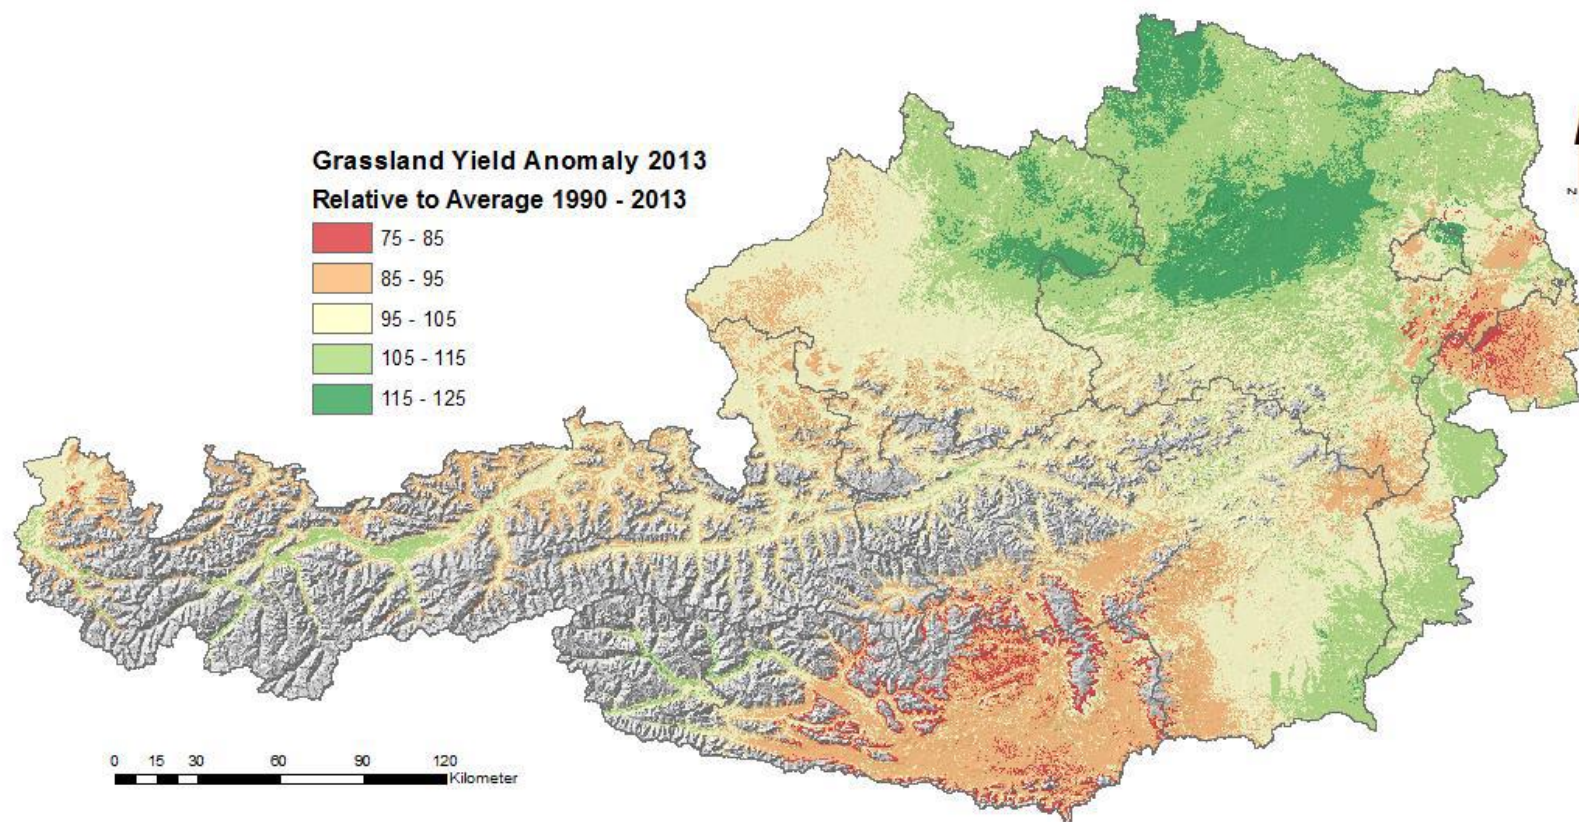 Grassland Yield Anomaly 2013
Relative to Average 1990 - 2013
75 - 85
85 - 95
95 - 105
105 - 115
115 - 125
N
0 15 30 60 90 120
Kilometer